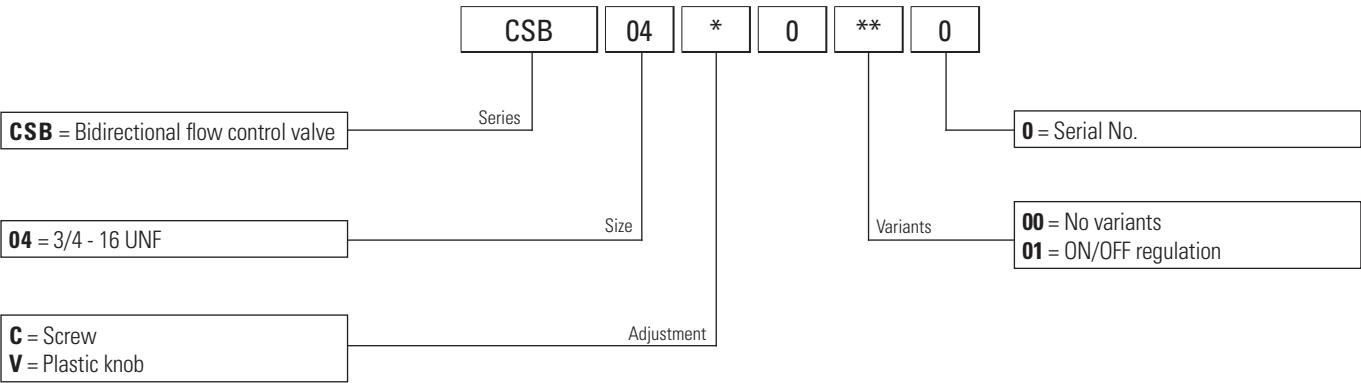 CSB 04 * 0 ** 0
Series
CSB = Bidirectional flow control valve
0 = Serial No.
Size
04 = 3/4 - 16 UNF
Variants
00 = No variants
01 = ON/OFF regulation
Adjustment
C = Screw
V = Plastic knob